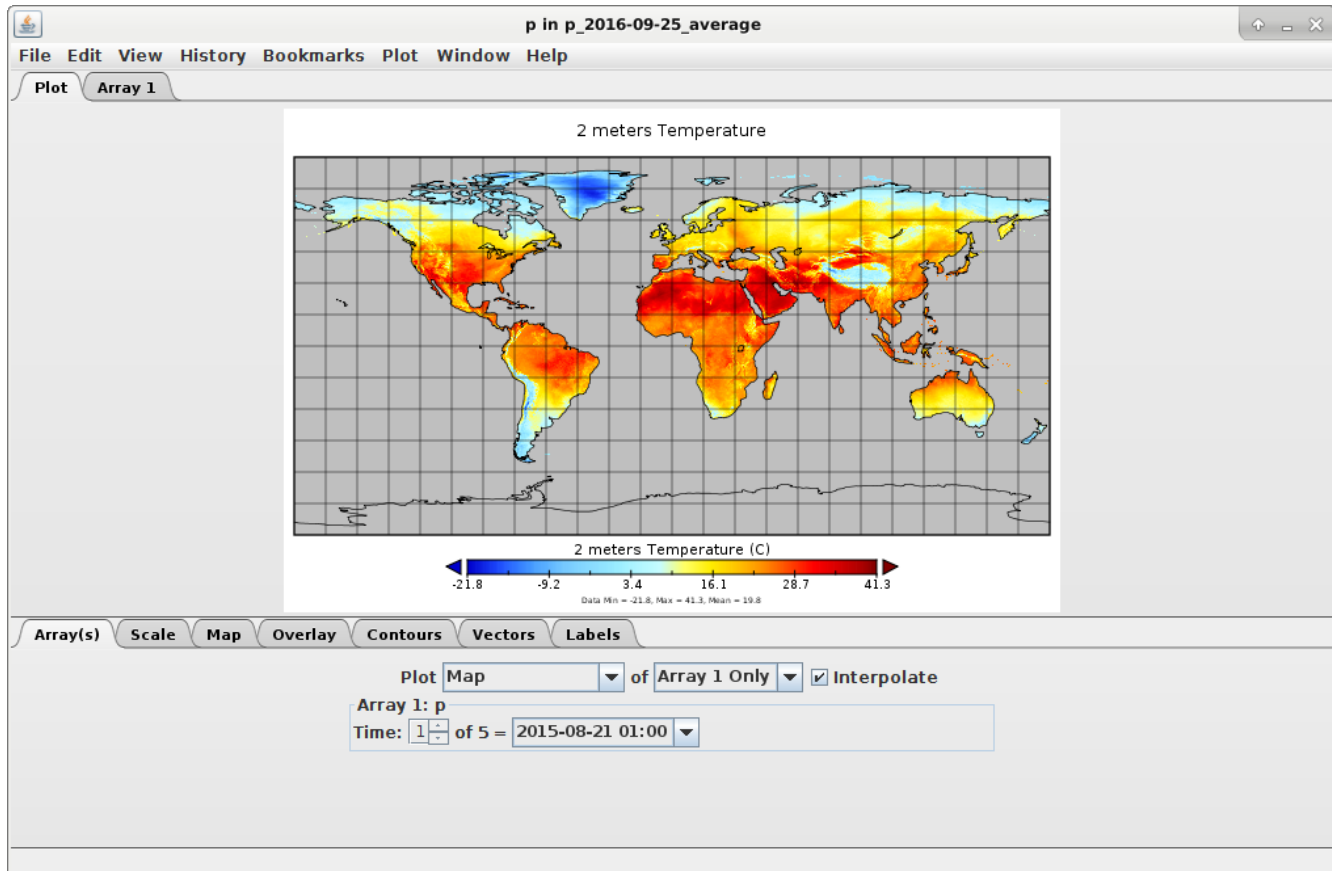 p in p_2016-09-25_average
File Edit View History Bookmarks Plot Window Help
Plot Array 1
2 meters Temperature
2 meters Temperature (C)
-21.8 -9.2 3.4 16.1 28.7 41.3
Data Min = -21.8, Max = 41.3, Mean = 19.8
Array(s) Scale Map Overlay Contours Vectors Labels
Plot Map of Array 1 Only Interpolate
Array 1: p
Time: 1 of 5 = 2015-08-21 01:00